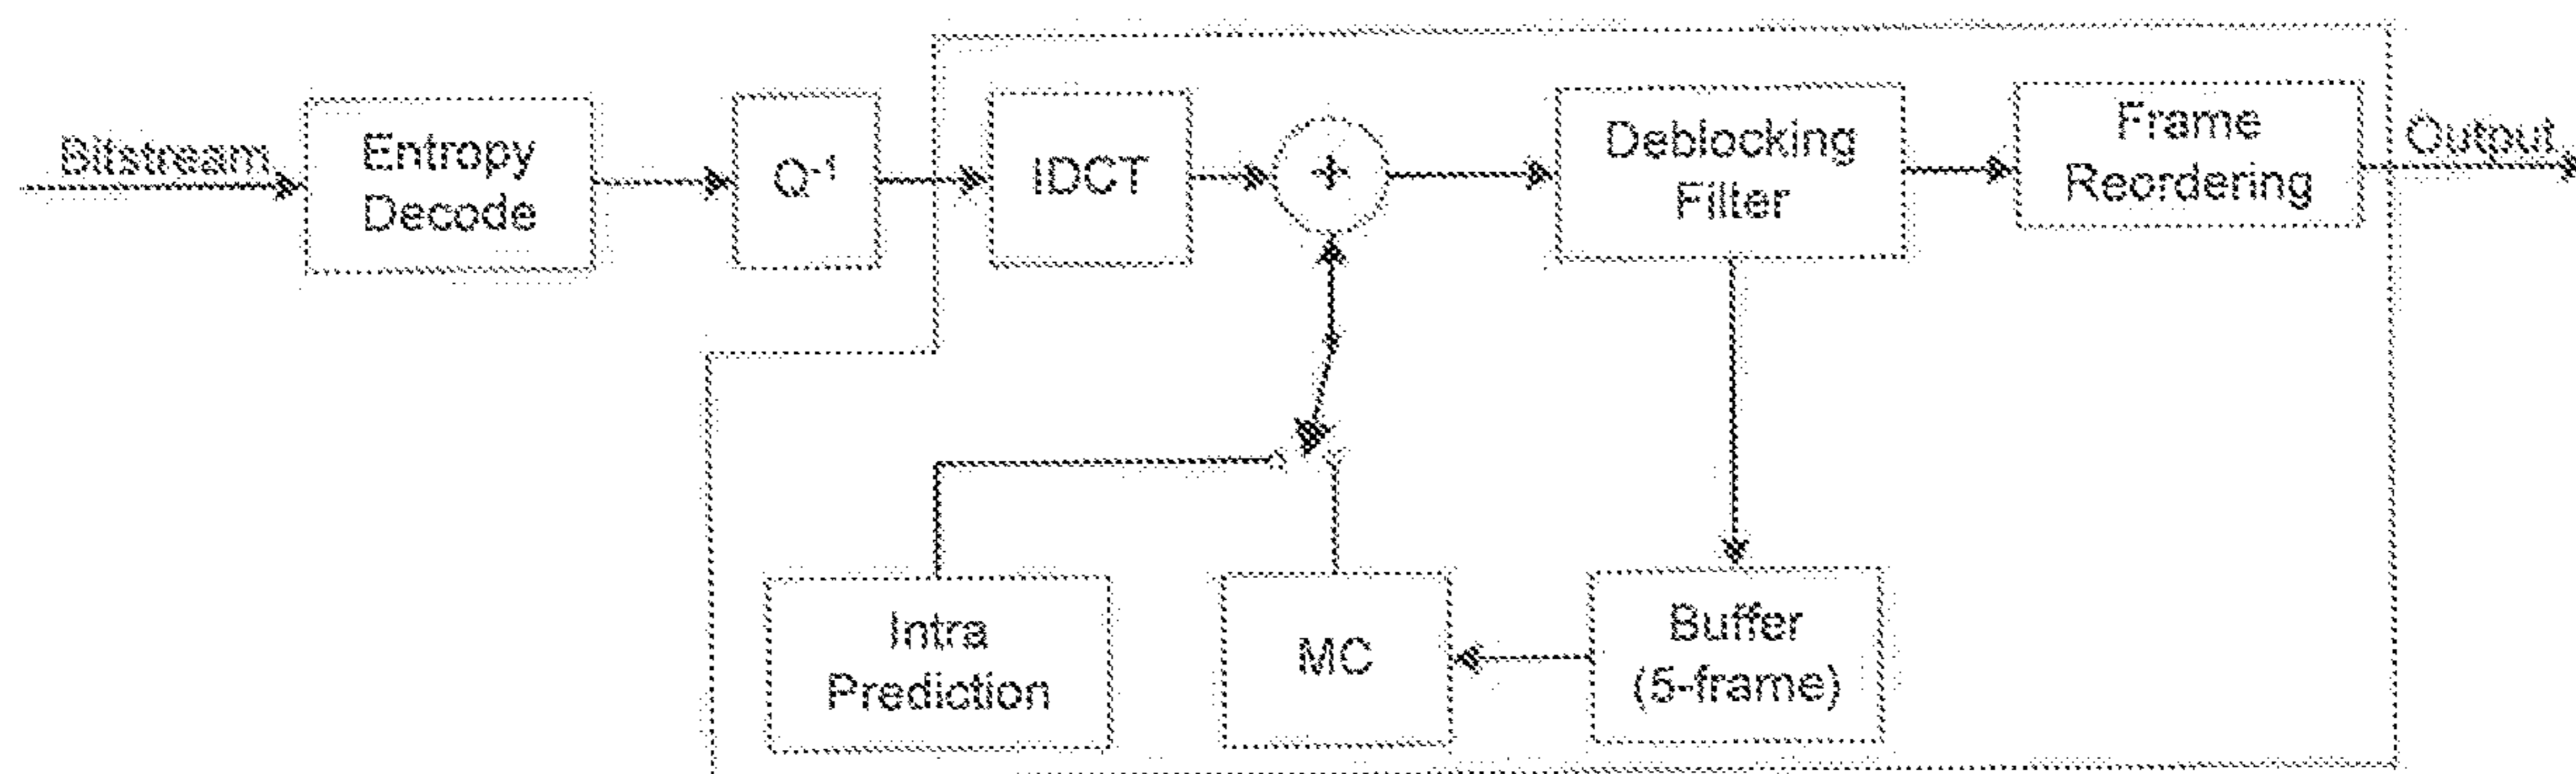 Bitstream
Entropy
Decode
Q⁻¹
IDCT
+
Deblocking
Filter
Frame
Reordering
Output
Intra
Prediction
MC
Buffer
(5-frame)